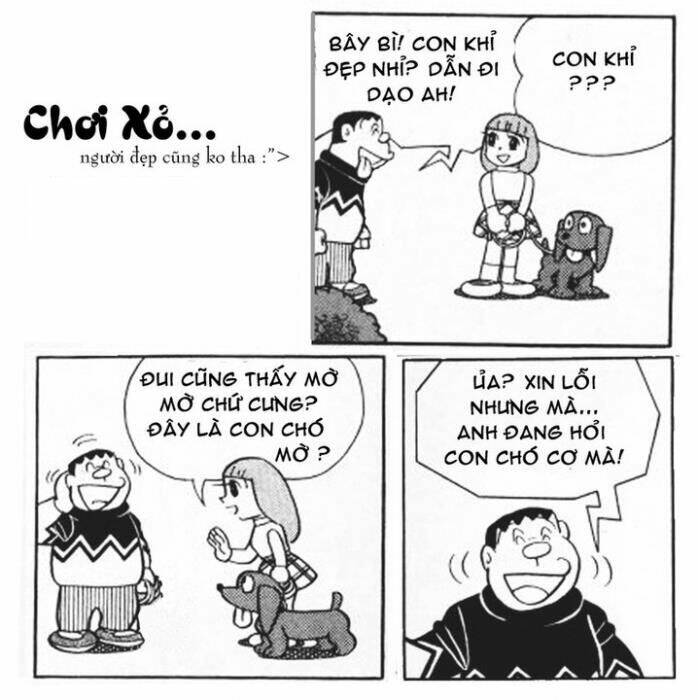 Chơi Xỏ...
người đẹp cũng ko tha :”>
BÂY BÌ! CON KHỈ
ĐẸP NHỈ? DẪN ĐI
DẠO AH!
CON KHỈ
???
ĐUI CŨNG THẤY MỜ
MỜ CHỨ CƯNG?
ĐÂY LÀ CON CHÓ
MỜ ?
ỦA? XIN LỖI
NHƯNG MÀ...
ANH ĐANG HỎI
CON CHÓ CƠ MÀ!